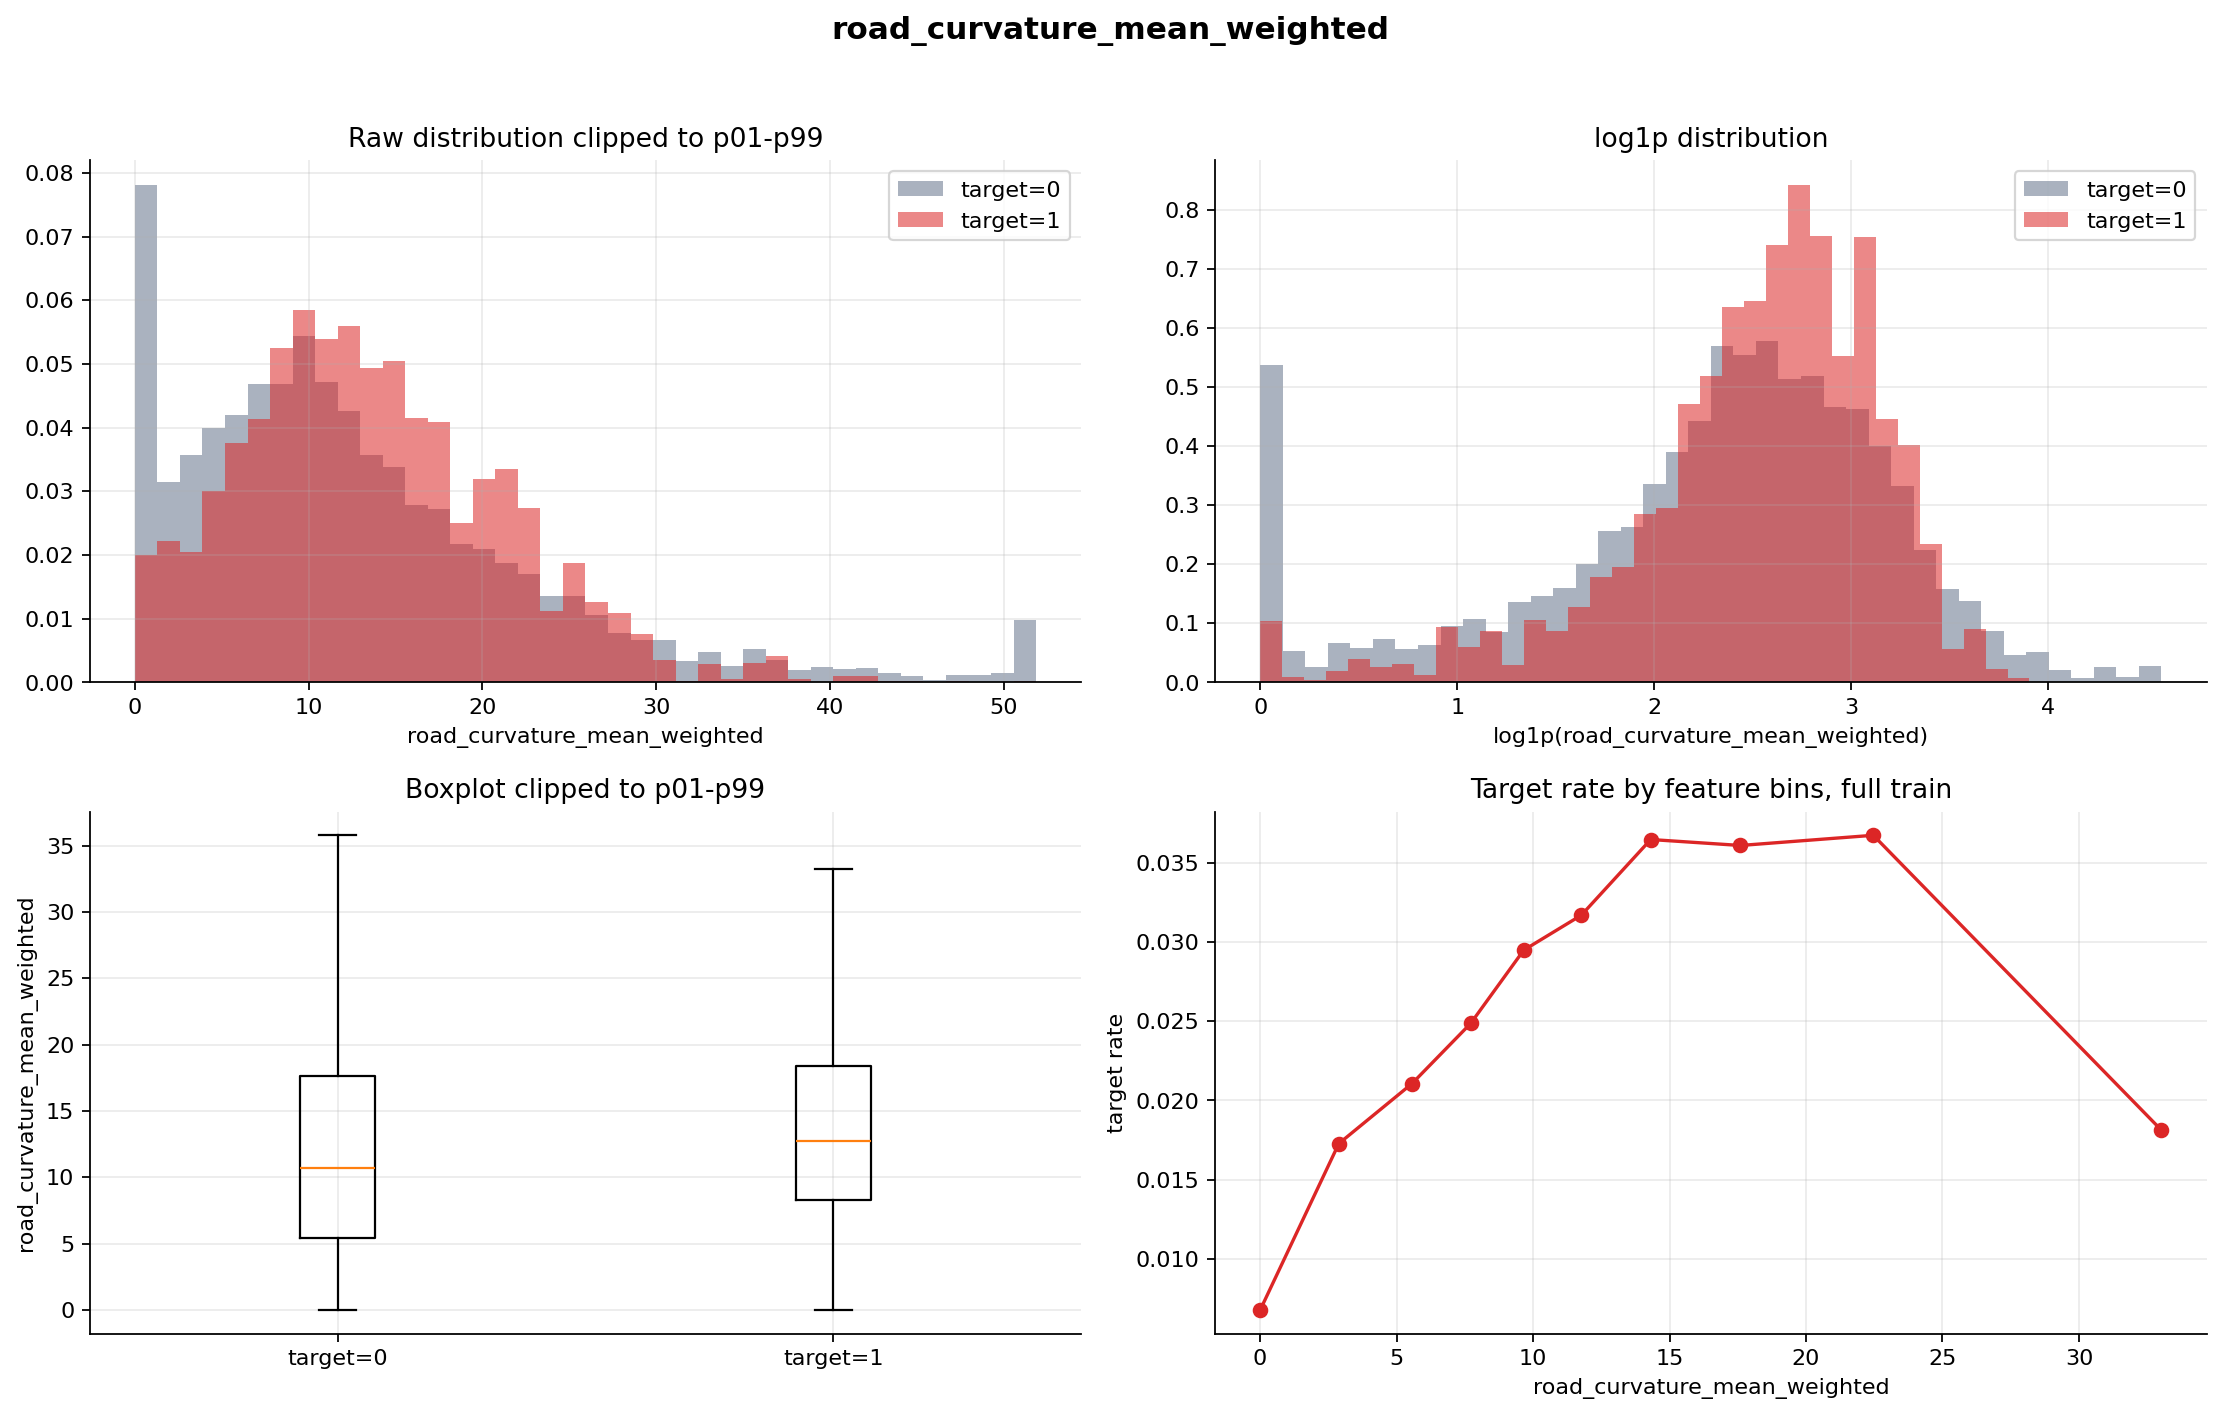 road_curvature_mean_weighted
Raw distribution clipped to p01-p99
0.08
0.07
0.06
0.05
0.04
0.03
0.02
0.01
0.00
target=0
target=1
0 10 20 30 40 50
road_curvature_mean_weighted
log1p distribution
0.8
0.7
0.6
0.5
0.4
0.3
0.2
0.1
0.0
target=0
target=1
0 1 2 3 4
log1p(road_curvature_mean_weighted)
Boxplot clipped to p01-p99
road_curvature_mean_weighted
35
30
25
20
15
10
5
0
target=0 target=1
Target rate by feature bins, full train
target rate
0.035
0.030
0.025
0.020
0.015
0.010
0 5 10 15 20 25 30
road_curvature_mean_weighted